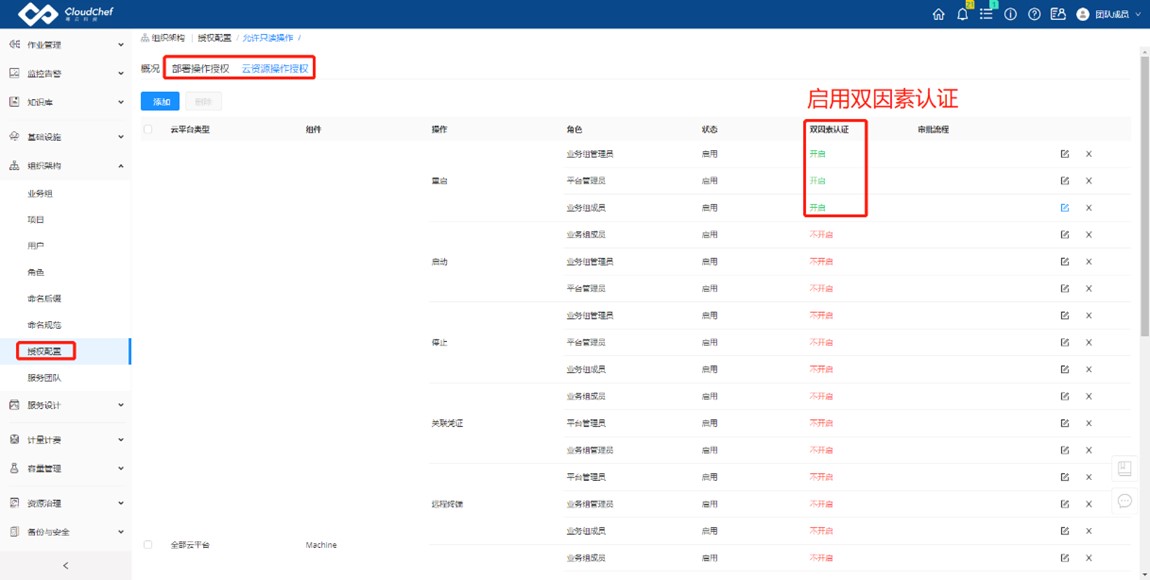 CloudChef
骞云科技
21
1
团队成员
作业管理
监控告警
知识库
基础设施
组织架构
业务组
项目
用户
角色
命名后缀
命名规范
授权配置
服务团队
服务设计
计量计费
容量管理
资源治理
备份与安全
组织架构 | 授权配置 / 允许只读操作 /
概况 部署操作授权 云资源操作授权
添加 删除
启用双因素认证
云平台类型 组件 操作 角色 状态 双因素认证 审批流程
业务组管理员 启用 开启
重启 平台管理员 启用 开启
业务组成员 启用 开启
业务组成员 启用 不开启
启动 业务组管理员 启用 不开启
平台管理员 启用 不开启
业务组管理员 启用 不开启
停止 平台管理员 启用 不开启
业务组成员 启用 不开启
业务组成员 启用 不开启
关联凭证 平台管理员 启用 不开启
业务组管理员 启用 不开启
平台管理员 启用 不开启
远程终端 业务组管理员 启用 不开启
业务组成员 启用 不开启
全部云平台 Machine
业务组成员 启用 不开启